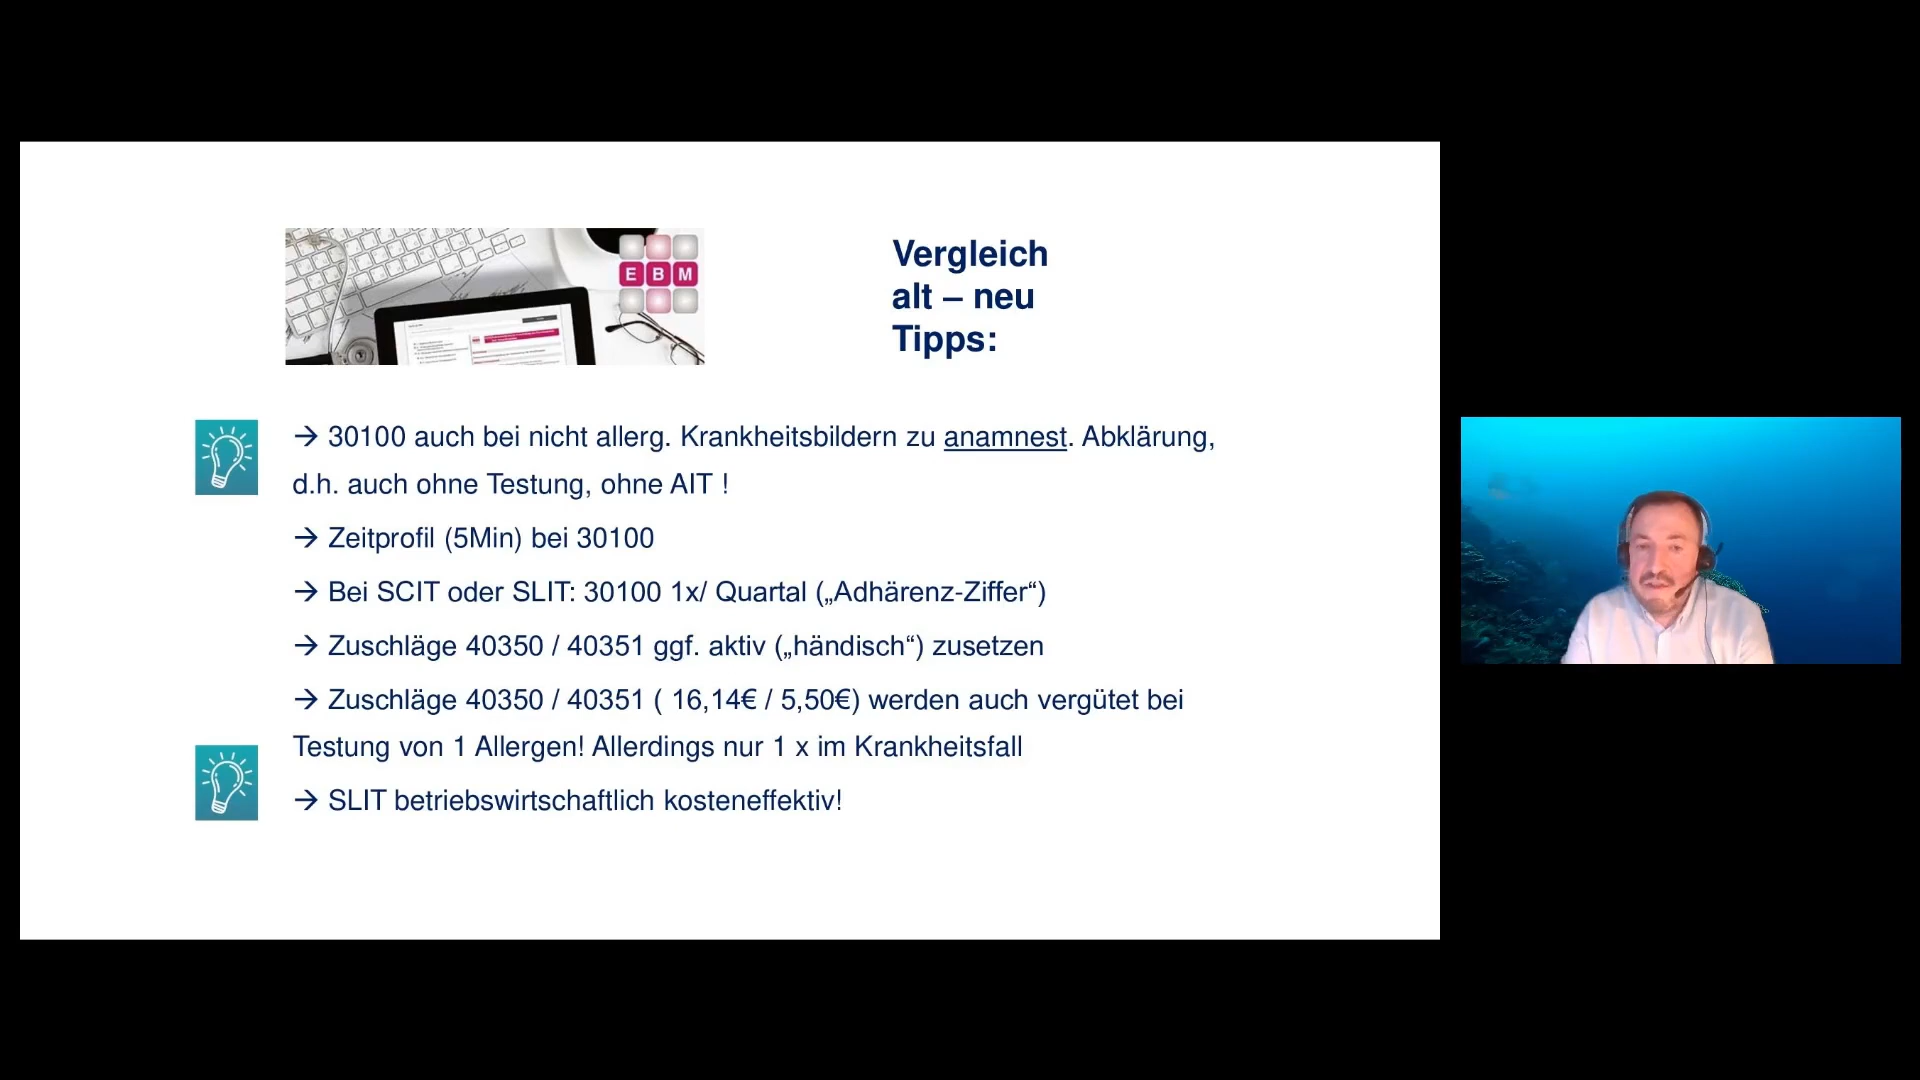 E B M
Vergleich
alt – neu
Tipps:
→ 30100 auch bei nicht allerg. Krankheitsbildern zu anamnest. Abklärung,
d.h. auch ohne Testung, ohne AIT !
→ Zeitprofil (5Min) bei 30100
→ Bei SCIT oder SLIT: 30100 1x/ Quartal („Adhärenz-Ziffer“)
→ Zuschläge 40350 / 40351 ggf. aktiv („händisch“) zusetzen
→ Zuschläge 40350 / 40351 ( 16,14€ / 5,50€) werden auch vergütet bei
Testung von 1 Allergen! Allerdings nur 1 x im Krankheitsfall
→ SLIT betriebswirtschaftlich kosteneffektiv!